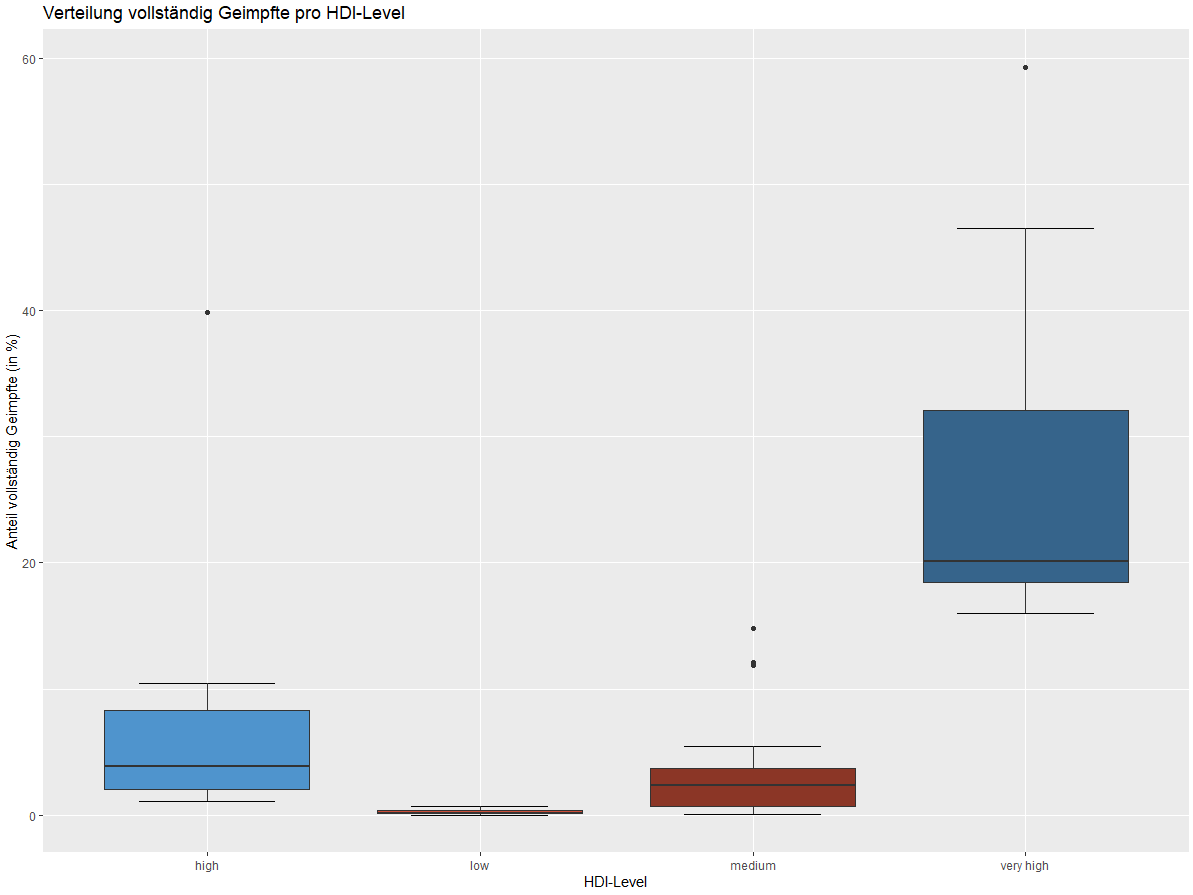 Verteilung vollständig Geimpfte pro HDI-Level
60
40
20
0
Anteil vollständig Geimpfte (in %)
high
low
medium
very high
HDI-Level